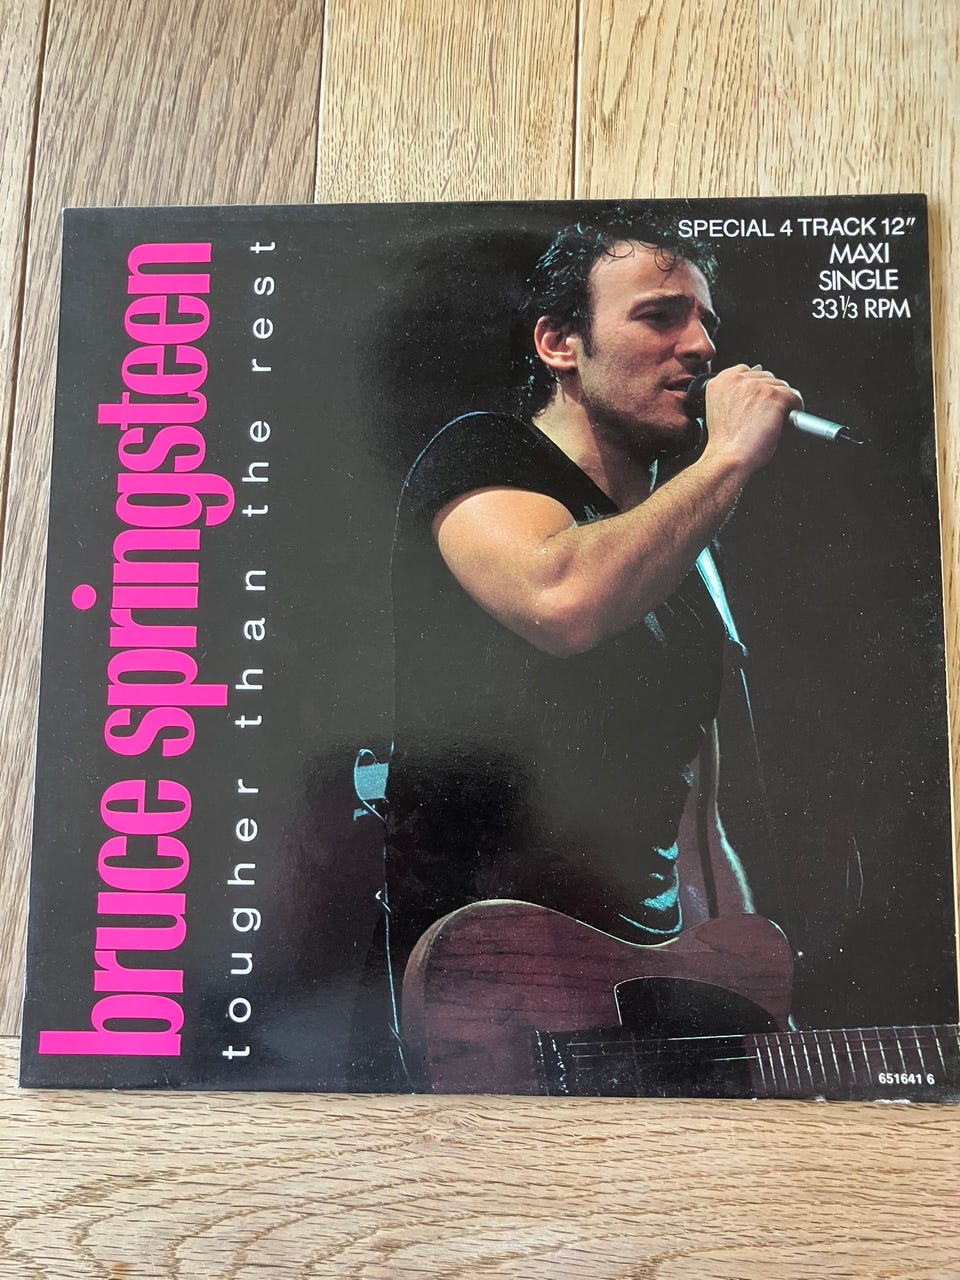 bruce springsteen
tougher than the rest
SPECIAL 4 TRACK 12”
MAXI
SINGLE
33⅓ RPM
651641 6